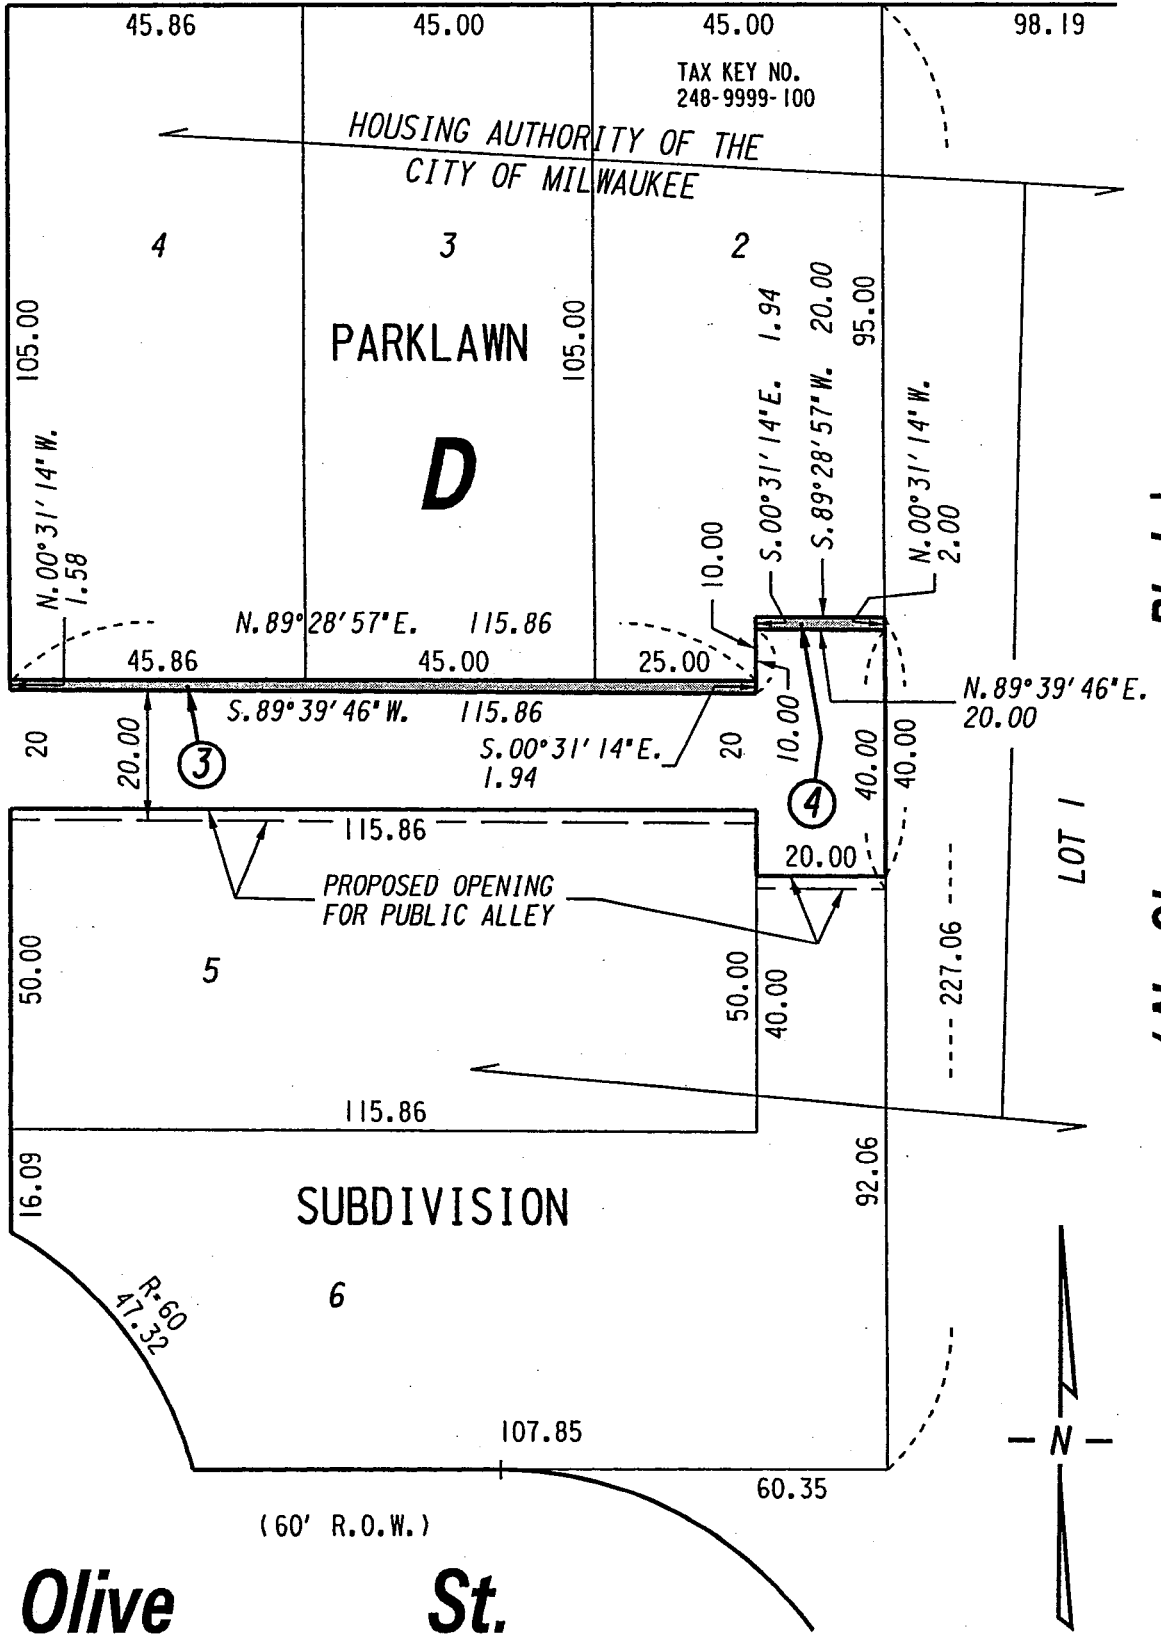 45.86
45.00
45.00
98.19
TAX KEY NO.
248-9999-100
HOUSING AUTHORITY OF THE
CITY OF MILWAUKEE
4
3
2
105.00
PARKLAWN
105.00
S.00°31'14"E. 1.94
S.89°28'57"W. 20.00
95.00
N.00°31'14"W.
2.00
D
N.00°31'14"W.
1.58
10.00
N.89°28'57"E. 115.86
45.86
45.00
25.00
S.89°39'46"W. 115.86
N.89°39'46"E.
20.00
20
20.00
3
S.00°31'14"E.
1.94
20
10.00
4
40.00
40.00
LOT 1
115.86
20.00
PROPOSED OPENING
FOR PUBLIC ALLEY
50.00
5
50.00
40.00
227.06
115.86
16.09
SUBDIVISION
92.06
R=60
47.32
6
107.85
N
60.35
(60' R.O.W.)
Olive St.